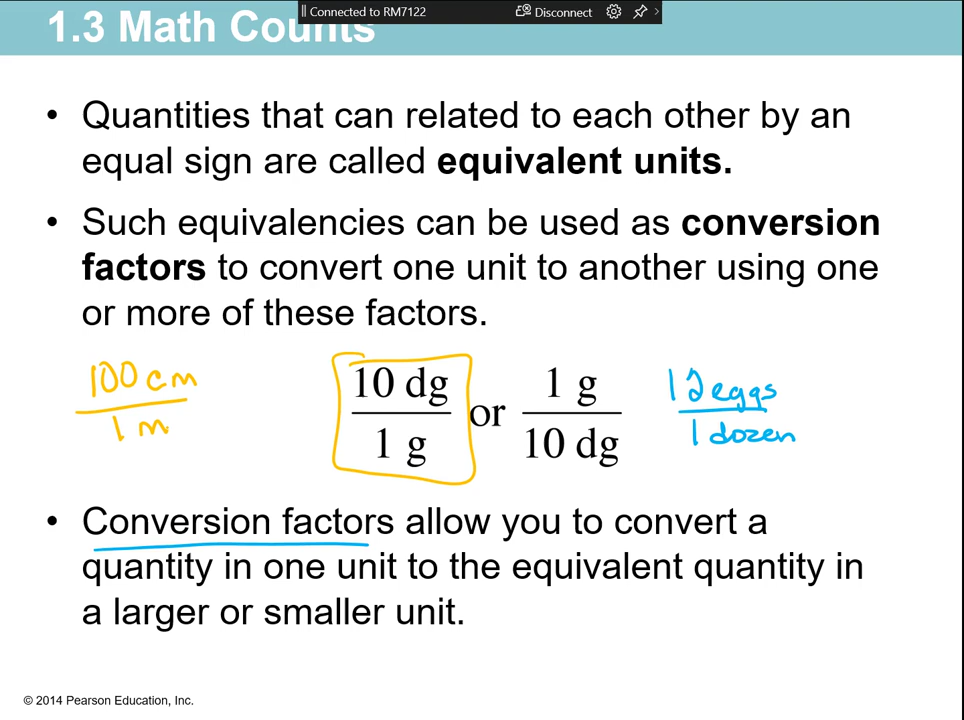 Connected to RM7122 Disconnect
1.3 Math Counts
• Quantities that can related to each other by an
equal sign are called equivalent units.
• Such equivalencies can be used as conversion
factors to convert one unit to another using one
or more of these factors.
100 cm
1 m
10 dg
1 g
or
1 g
10 dg
12 eggs
1 dozen
• Conversion factors allow you to convert a
quantity in one unit to the equivalent quantity in
a larger or smaller unit.
© 2014 Pearson Education, Inc.